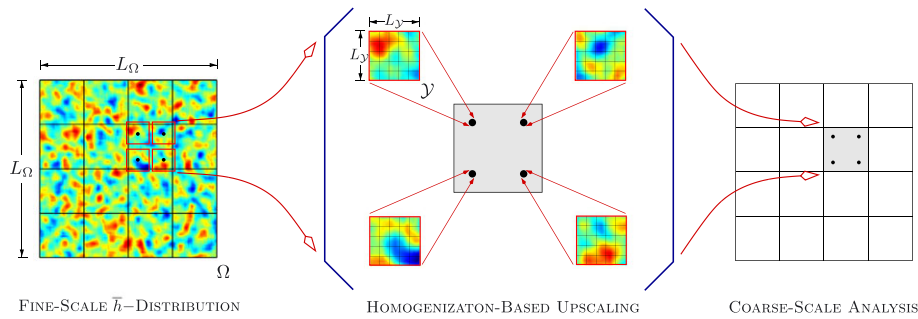 L_Ω
L_Ω
Ω
L_𝒴
L_𝒴
𝒴
Fine-Scale h̅−Distribution
Homogenizaton-Based Upscaling
Coarse-Scale Analysis